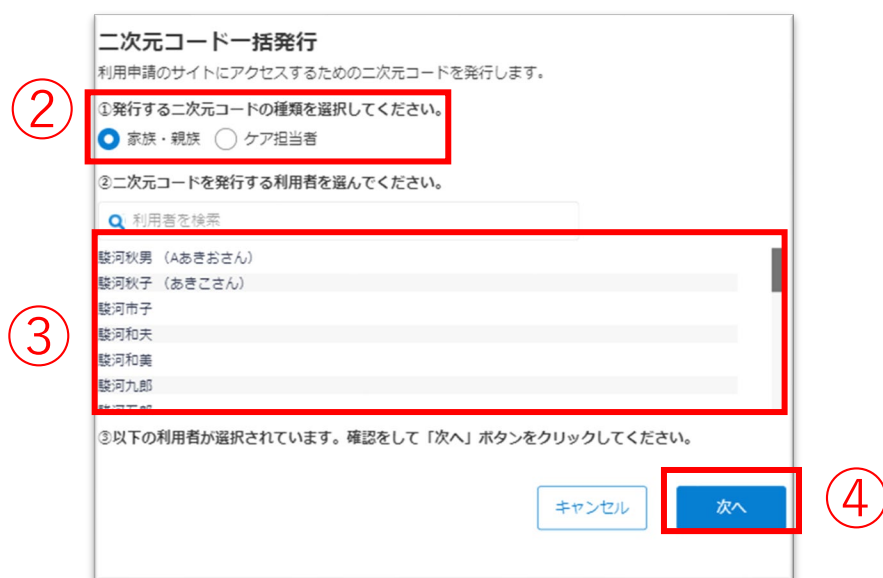 二次元コード一括発行
利用申請のサイトにアクセスするための二次元コードを発行します。
②
①発行する二次元コードの種類を選択してください。
家族・親族 ケア担当者
②二次元コードを発行する利用者を選んでください。
利用者を検索
③
駿河秋男 （Aあきおさん）
駿河秋子 （あきこさん）
駿河市子
駿河和夫
駿河和美
駿河九郎
③以下の利用者が選択されています。確認をして「次へ」ボタンをクリックしてください。
キャンセル 次へ ④